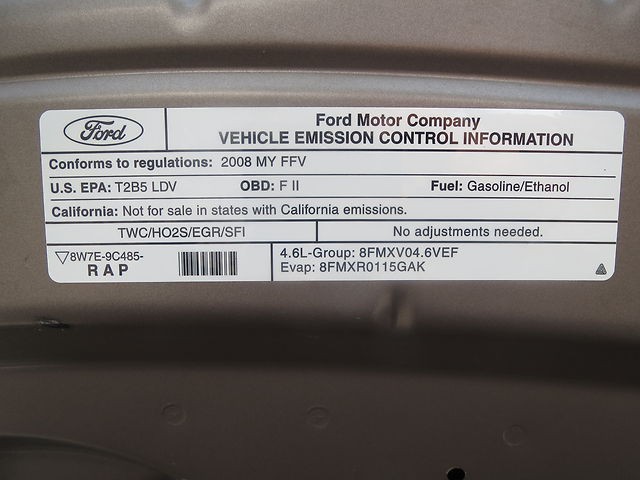 Ford
Ford Motor Company
VEHICLE EMISSION CONTROL INFORMATION
Conforms to regulations: 2008 MY FFV
U.S. EPA: T2B5 LDV OBD: F II Fuel: Gasoline/Ethanol
California: Not for sale in states with California emissions.
TWC/HO2S/EGR/SFI No adjustments needed.
▽8W7E-9C485-
RAP
4.6L-Group: 8FMXV04.6VEF
Evap: 8FMXR0115GAK